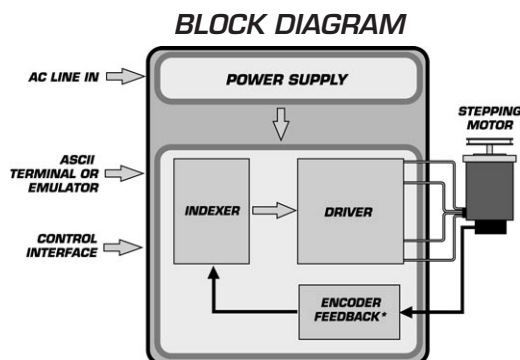 BLOCK DIAGRAM
AC LINE IN
POWER SUPPLY
STEPPING
MOTOR
ASCII
TERMINAL OR
EMULATOR
INDEXER
DRIVER
CONTROL
INTERFACE
ENCODER
FEEDBACK*